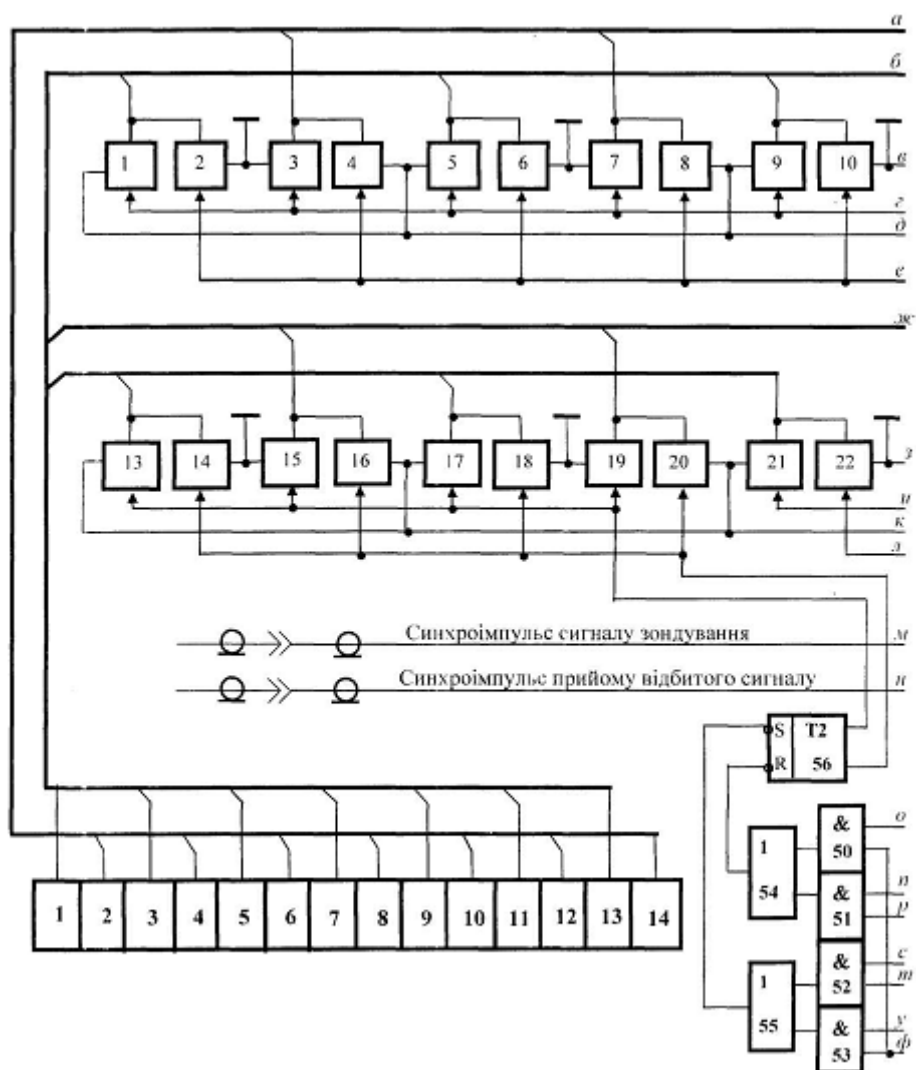 а
б
1 2 3 4 5 6 7 8 9 10 в
г
д
е
ж
13 14 15 16 17 18 19 20 21 22 з
и
к
л
Синхроімпульс сигналу зондування м
Синхроімпульс прийому відбитого сигналу н
S T2
R 56
& о
50
1
54
& п
51 р
& с
52 т
1
55
& у
53 ф
1 2 3 4 5 6 7 8 9 10 11 12 13 14